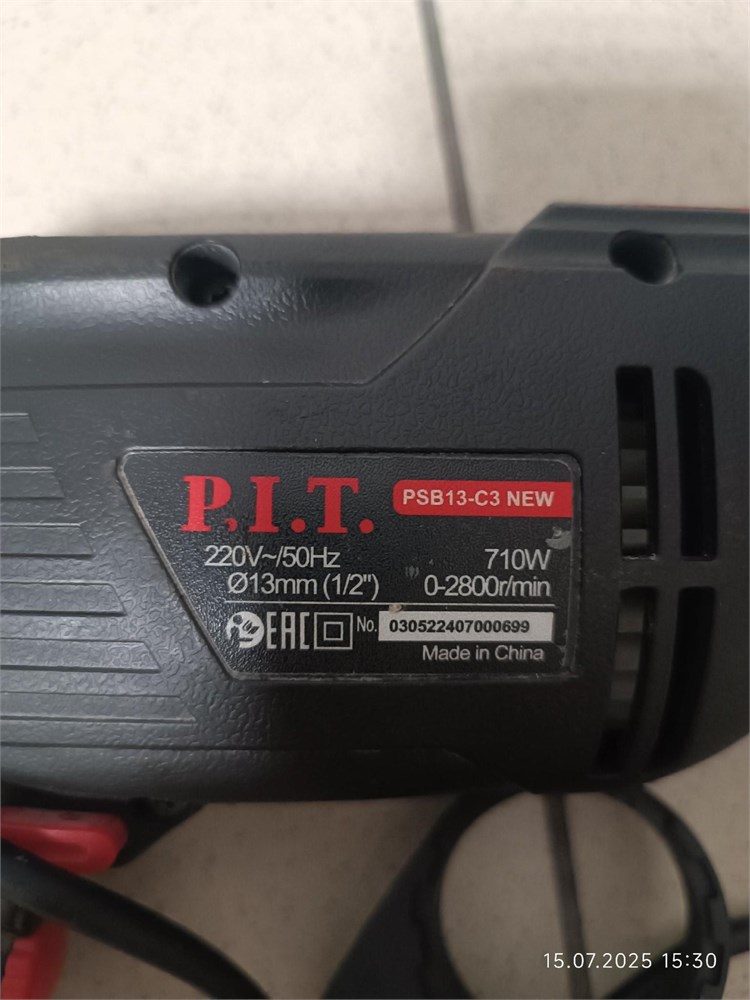 P.I.T. PSB13-C3 NEW
220V~/50Hz 710W
Ø13mm (1/2") 0-2800r/min
EAC No. 030522407000699
Made in China
15.07.2025 15:30